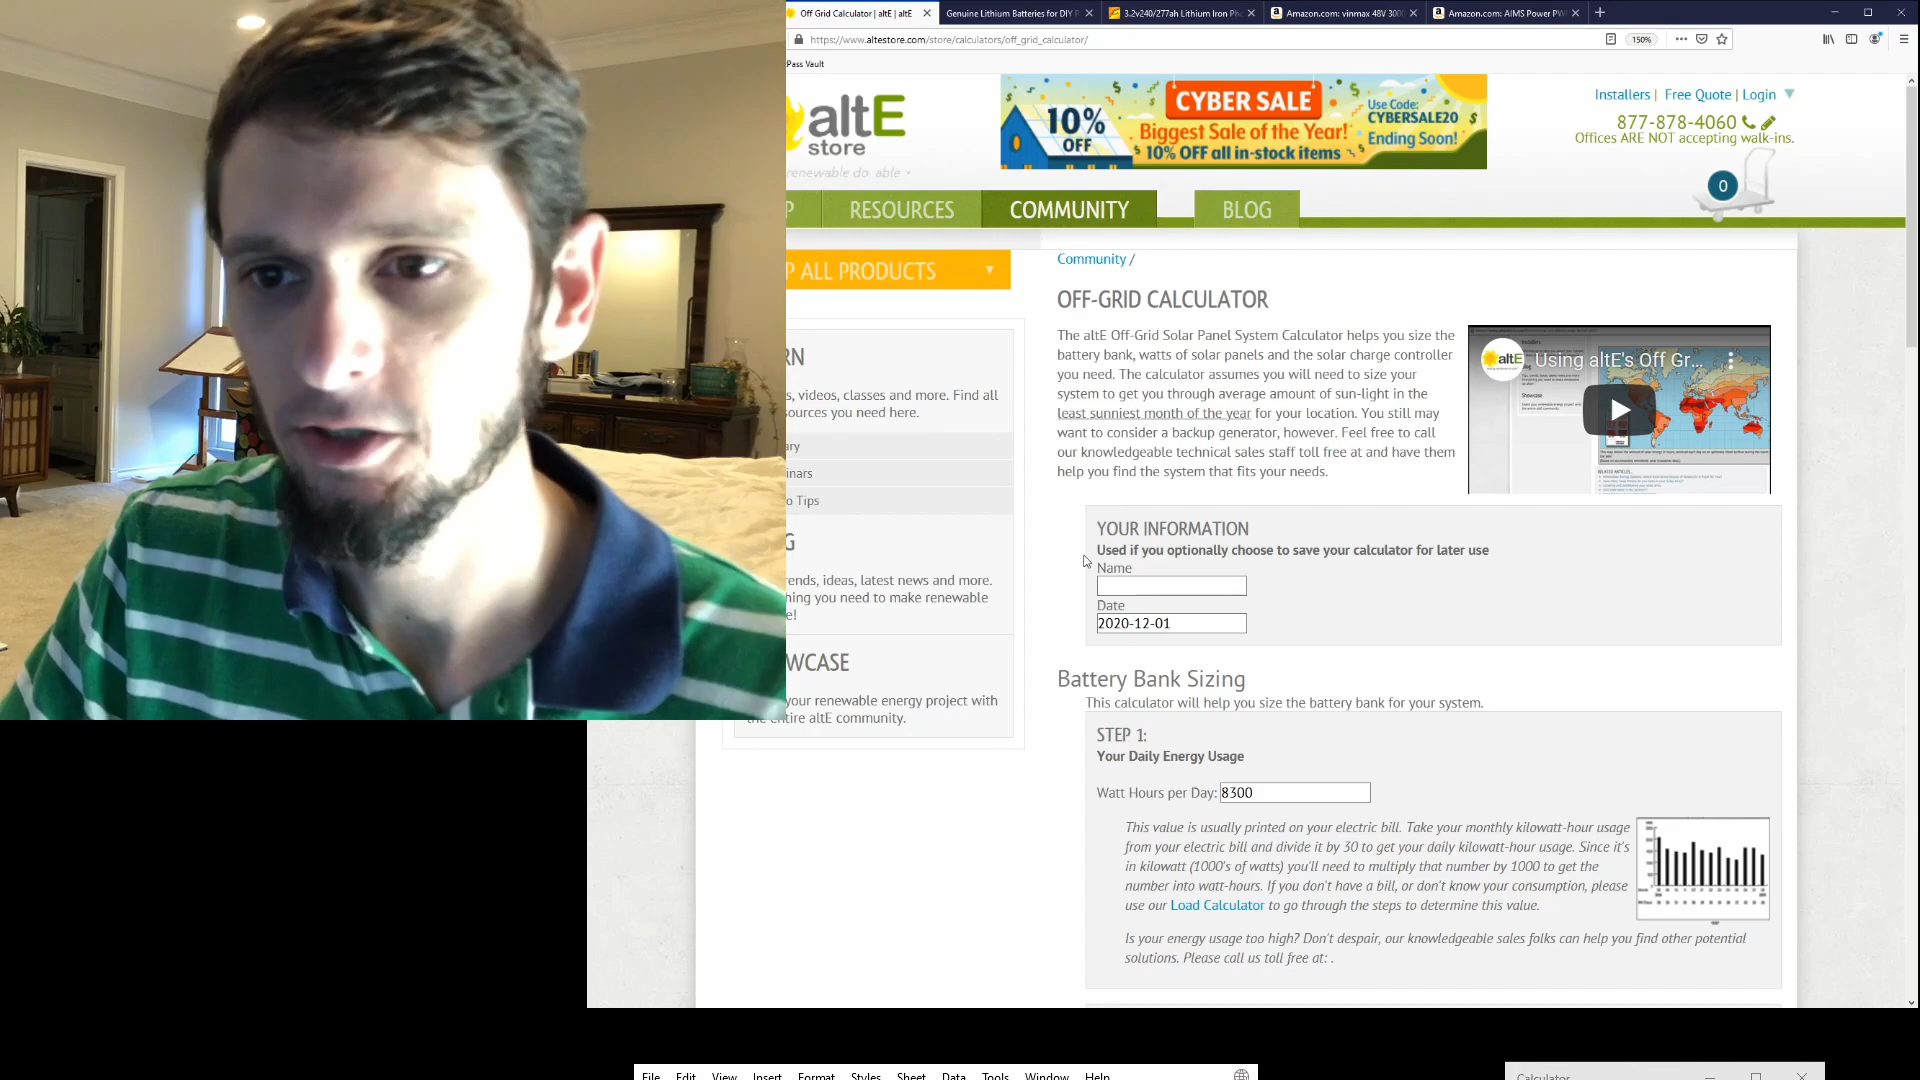 Off Grid Calculator | altE | altE
Genuine Lithium Batteries for DIY P
3.2v240/277ah Lithium Iron Ph
Amazon.com: vinmax 48V 300
Amazon.com: AIMS Power PW
https://www.altestore.com/store/calculators/off_grid_calculator/
150%
Pass Vault
altE
store
renewable do able
10%
OFF
CYBER SALE
Biggest Sale of the Year!
10% OFF all in-stock items
Use Code:
CYBERSALE20
Ending Soon!
Installers | Free Quote | Login
877-878-4060
Offices ARE NOT accepting walk-ins.
0
P
RESOURCES
COMMUNITY
BLOG
P ALL PRODUCTS
RN
s, videos, classes and more. Find all
sources you need here.
ary
inars
o Tips
G
rends, ideas, latest news and more.
hing you need to make renewable
e!
WCASE
your renewable energy project with
the entire altE community.
Community /
OFF-GRID CALCULATOR
The altE Off-Grid Solar Panel System Calculator helps you size the
battery bank, watts of solar panels and the solar charge controller
you need. The calculator assumes you will need to size your
system to get you through average amount of sun-light in the
least sunniest month of the year for your location. You still may
want to consider a backup generator, however. Feel free to call
our knowledgeable technical sales staff toll free at and have them
help you find the system that fits your needs.
altE
Using altE's Off Gr...
YOUR INFORMATION
Used if you optionally choose to save your calculator for later use
Name
Date
2020-12-01
Battery Bank Sizing
This calculator will help you size the battery bank for your system.
STEP 1:
Your Daily Energy Usage
Watt Hours per Day: 8300
This value is usually printed on your electric bill. Take your monthly kilowatt-hour usage
from your electric bill and divide it by 30 to get your daily kilowatt-hour usage. Since it's
in kilowatt (1000's of watts) you'll need to multiply that number by 1000 to get the
number into watt-hours. If you don't have a bill, or don't know your consumption, please
use our Load Calculator to go through the steps to determine this value.
Is your energy usage too high? Don't despair, our knowledgeable sales folks can help you find other potential
solutions. Please call us toll free at: .
File Edit View Insert Format Styles Sheet Data Tools Window Help
Calculator